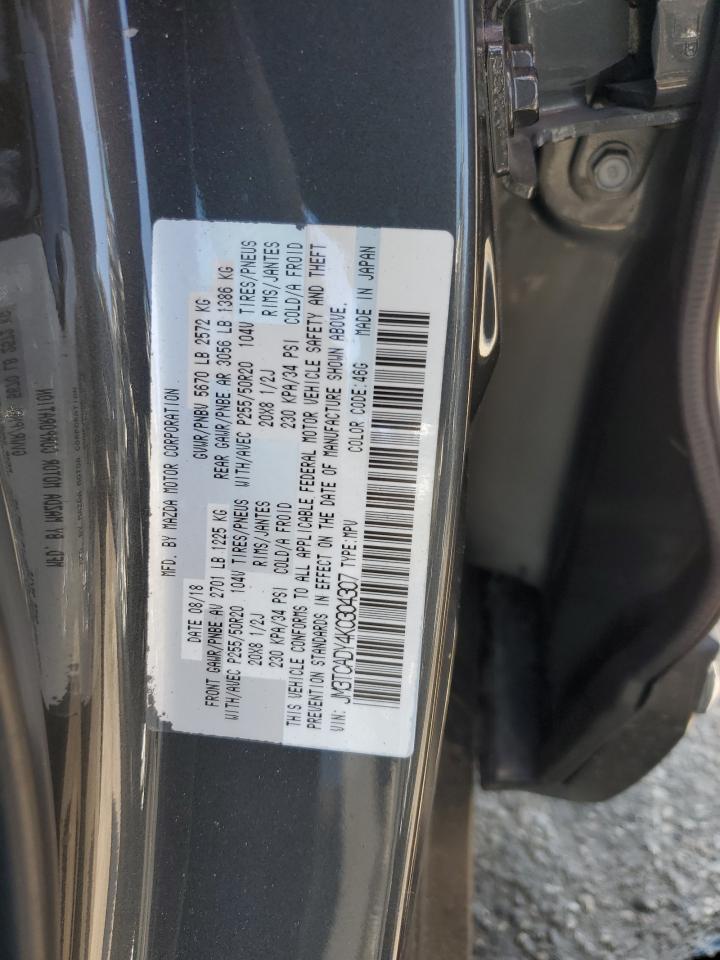 MFD. BY MAZDA MOTOR CORPORATION
DATE 08/18 GVWR/PNBV 5670 LB 2572 KG
FRONT GAWR/PNBE AV 2701 LB 1225 KG REAR GAWR/PNBE AR 3056 LB 1386 KG
WITH/AVEC P255/50R20 104V TIRES/PNEUS WITH/AVEC P255/50R20 104V TIRES/PNEUS
20X8 1/2J RIMS/JANTES 20X8 1/2J RIMS/JANTES
230 KPA/34 PSI COLD/A FROID 230 KPA/34 PSI COLD/A FROID
THIS VEHICLE CONFORMS TO ALL APPLICABLE FEDERAL MOTOR VEHICLE SAFETY AND THEFT
PREVENTION STANDARDS IN EFFECT ON THE DATE OF MANUFACTURE SHOWN ABOVE.
VIN: JM3TCADY4K0304307 TYPE:MPV COLOR CODE:46G MADE IN JAPAN